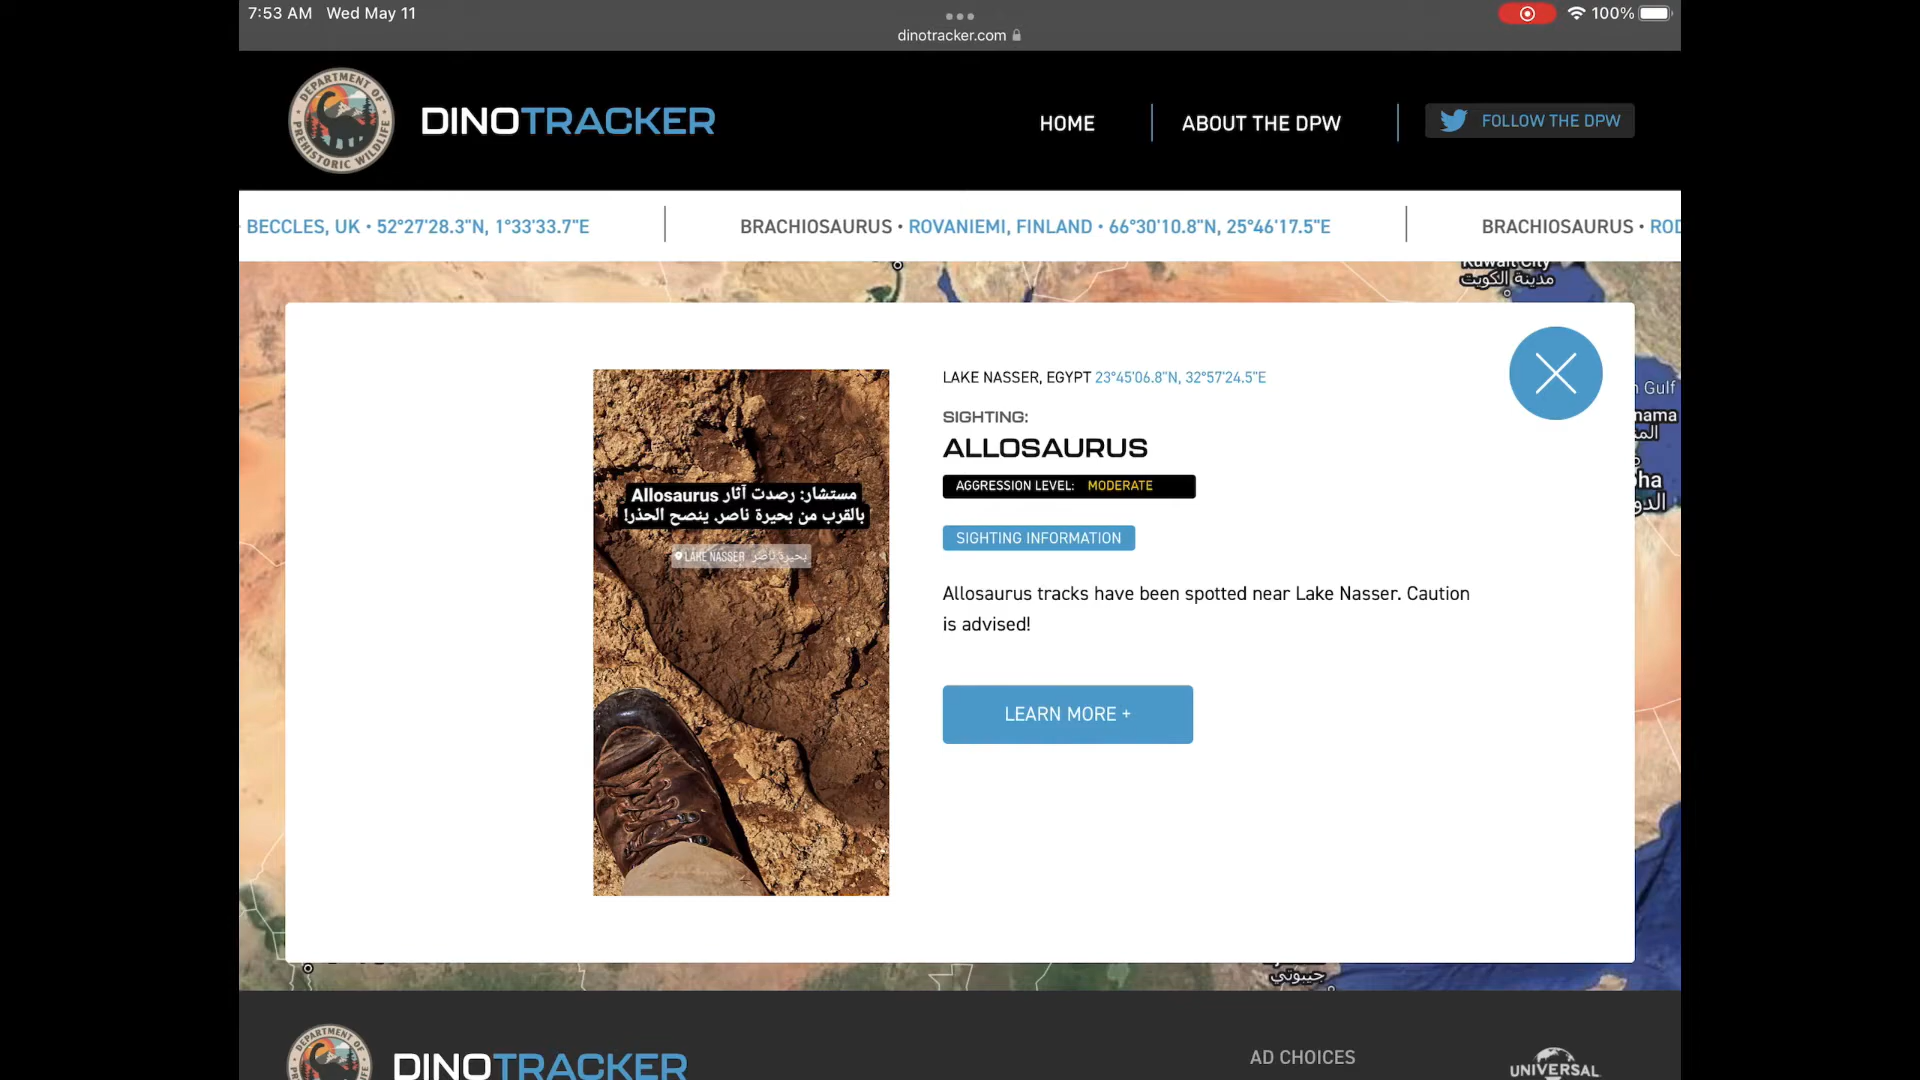 7:53 AM Wed May 11
100%
dinotracker.com
DEPARTMENT OF PREHISTORIC WILDLIFE
DINOTRACKER
HOME
ABOUT THE DPW
FOLLOW THE DPW
BECCLES, UK • 52°27'28.3"N, 1°33'33.7"E
BRACHIOSAURUS • ROVANIEMI, FINLAND • 66°30'10.8"N, 25°46'17.5"E
BRACHIOSAURUS •
Kuwait City
مدينة الكويت
Gulf
LAKE NASSER, EGYPT 23°45'06.8"N, 32°57'24.5"E
SIGHTING:
ALLOSAURUS
AGGRESSION LEVEL: MODERATE
SIGHTING INFORMATION
Allosaurus tracks have been spotted near Lake Nasser. Caution
is advised!
LEARN MORE +
مستشار: رصدت آثار Allosaurus
بالقرب من بحيرة ناصر. ينصح الحذر!
LAKE NASSER بحيرة ناصر
جيبوتي
DEPARTMENT OF
DINOTRACKER
AD CHOICES
UNIVERSAL